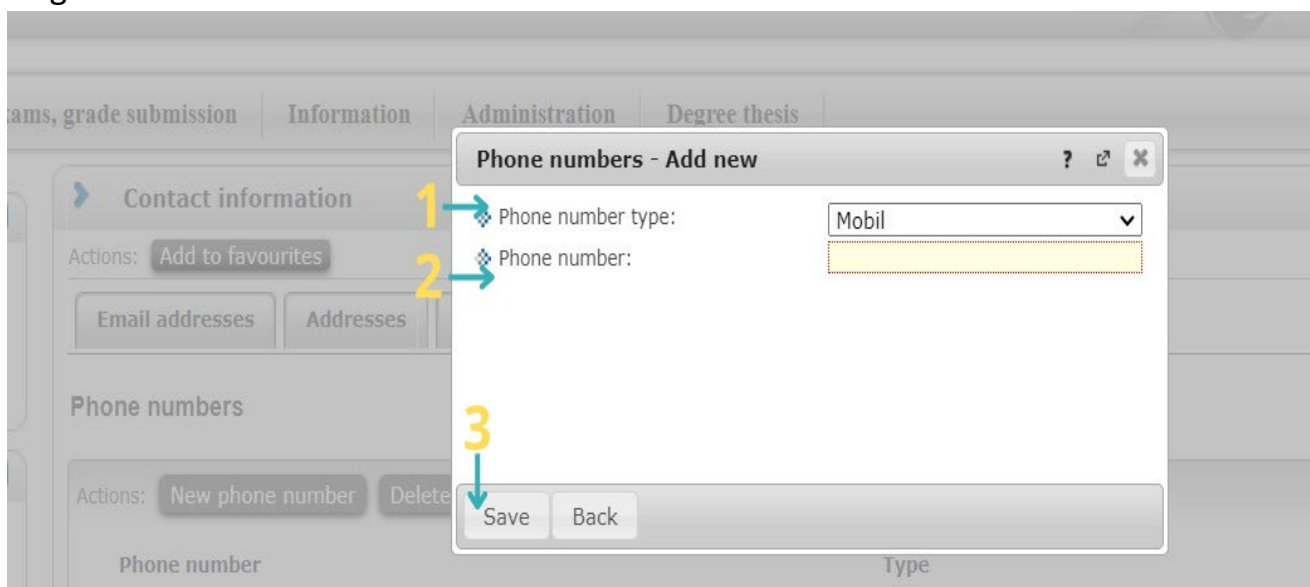 ams, grade submission Information Administration Degree thesis
Phone numbers - Add new ?
Contact information
1 Phone number type: Mobil
Actions: Add to favourites
2 Phone number:
Email addresses Addresses
Phone numbers
3
Actions: New phone number Delete
Save Back
Phone number Type